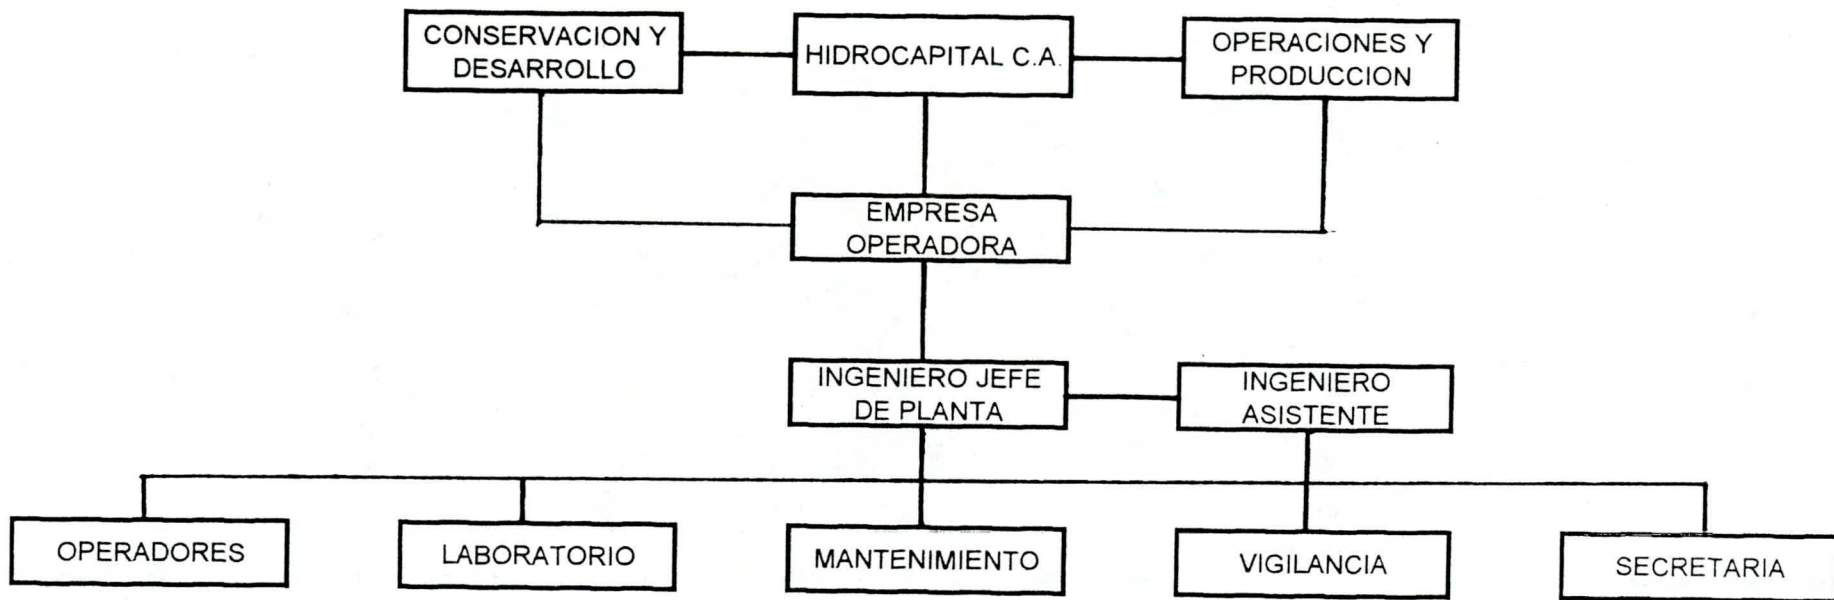 CONSERVACION Y
DESARROLLO
HIDROCAPITAL C.A.
OPERACIONES Y
PRODUCCION
EMPRESA
OPERADORA
INGENIERO JEFE
DE PLANTA
INGENIERO
ASISTENTE
OPERADORES
LABORATORIO
MANTENIMIENTO
VIGILANCIA
SECRETARIA